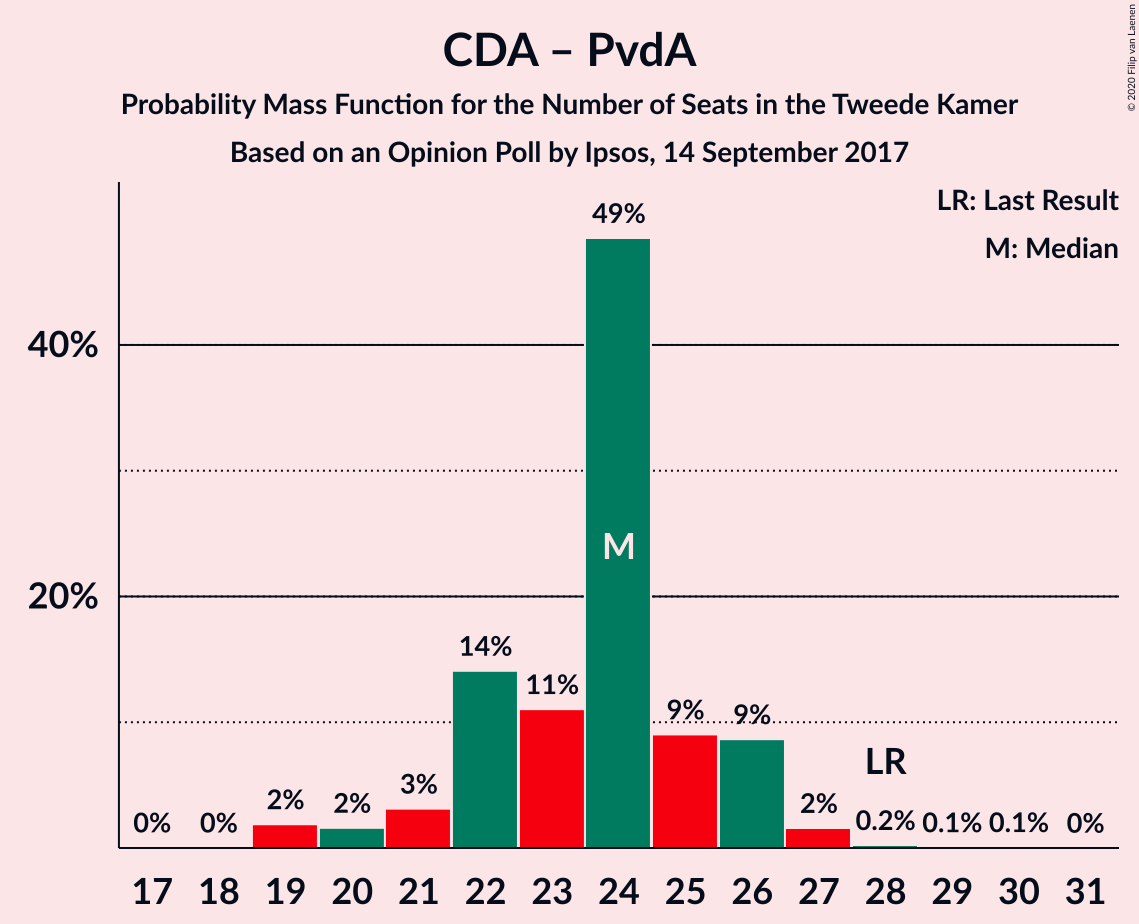 CDA – PvdA
Probability Mass Function for the Number of Seats in the Tweede Kamer
Based on an Opinion Poll by Ipsos, 14 September 2017
© 2020 Filip van Laenen
LR: Last Result
M: Median
49%
40%
M
20%
14%
11%
9%
9%
LR
3%
2%
2%
2%
0%
0%
0.2%
0.1%
0.1%
0%
17 18 19 20 21 22 23 24 25 26 27 28 29 30 31